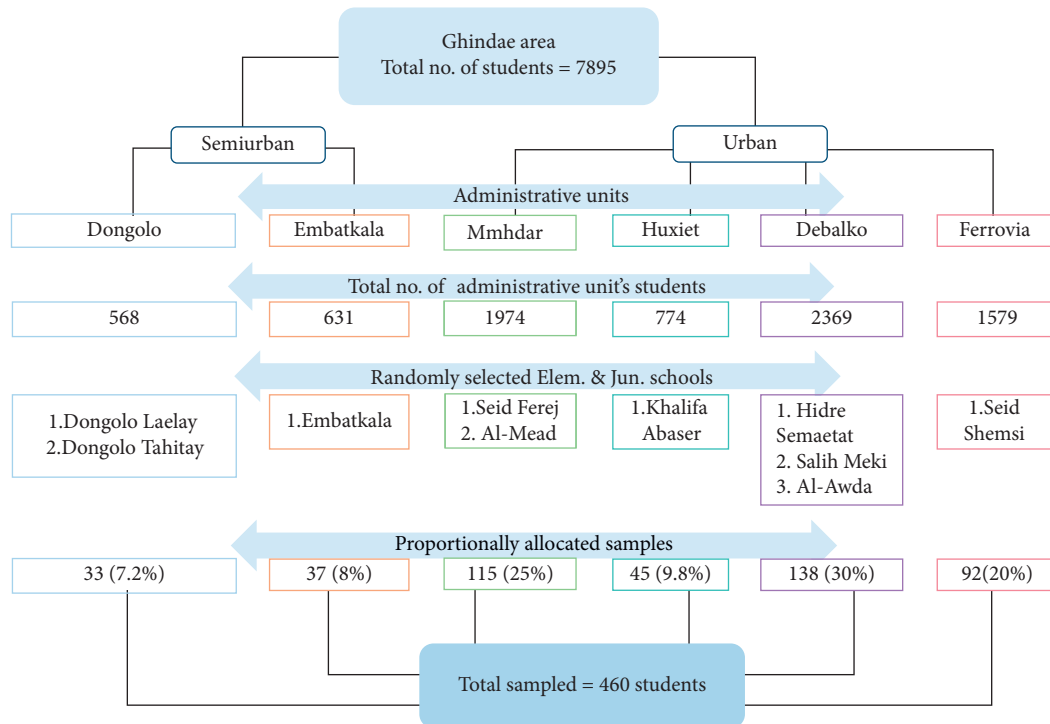 Ghindae area
Total no. of students = 7895
Semiurban
Urban
Administrative units
Dongolo
Embatkala
Mmhdar
Huxiet
Debalko
Ferrovia
Total no. of administrative unit's students
568
631
1974
774
2369
1579
Randomly selected Elem. & Jun. schools
1.Dongolo Laelay
2.Dongolo Tahitay
1.Embatkala
1.Seid Ferej
2. Al-Mead
1.Khalifa
Abaser
1. Hidre
Semaetat
2. Salih Meki
3. Al-Awda
1.Seid
Shemsi
Proportionally allocated samples
33 (7.2%)
37 (8%)
115 (25%)
45 (9.8%)
138 (30%)
92(20%)
Total sampled = 460 students